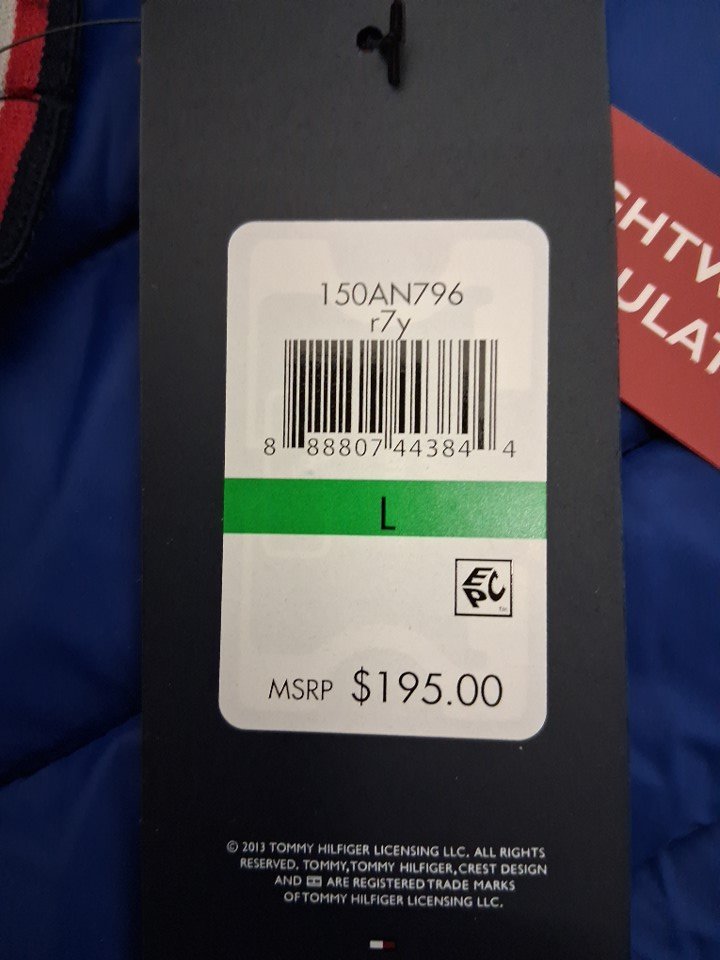 150AN796
r7y
8 88807 44384 4
L
EPC
MSRP $195.00
© 2013 TOMMY HILFIGER LICENSING LLC. ALL RIGHTS
RESERVED. TOMMY,TOMMY HILFIGER,CREST DESIGN
AND ARE REGISTERED TRADE MARKS
OF TOMMY HILFIGER LICENSING LLC.